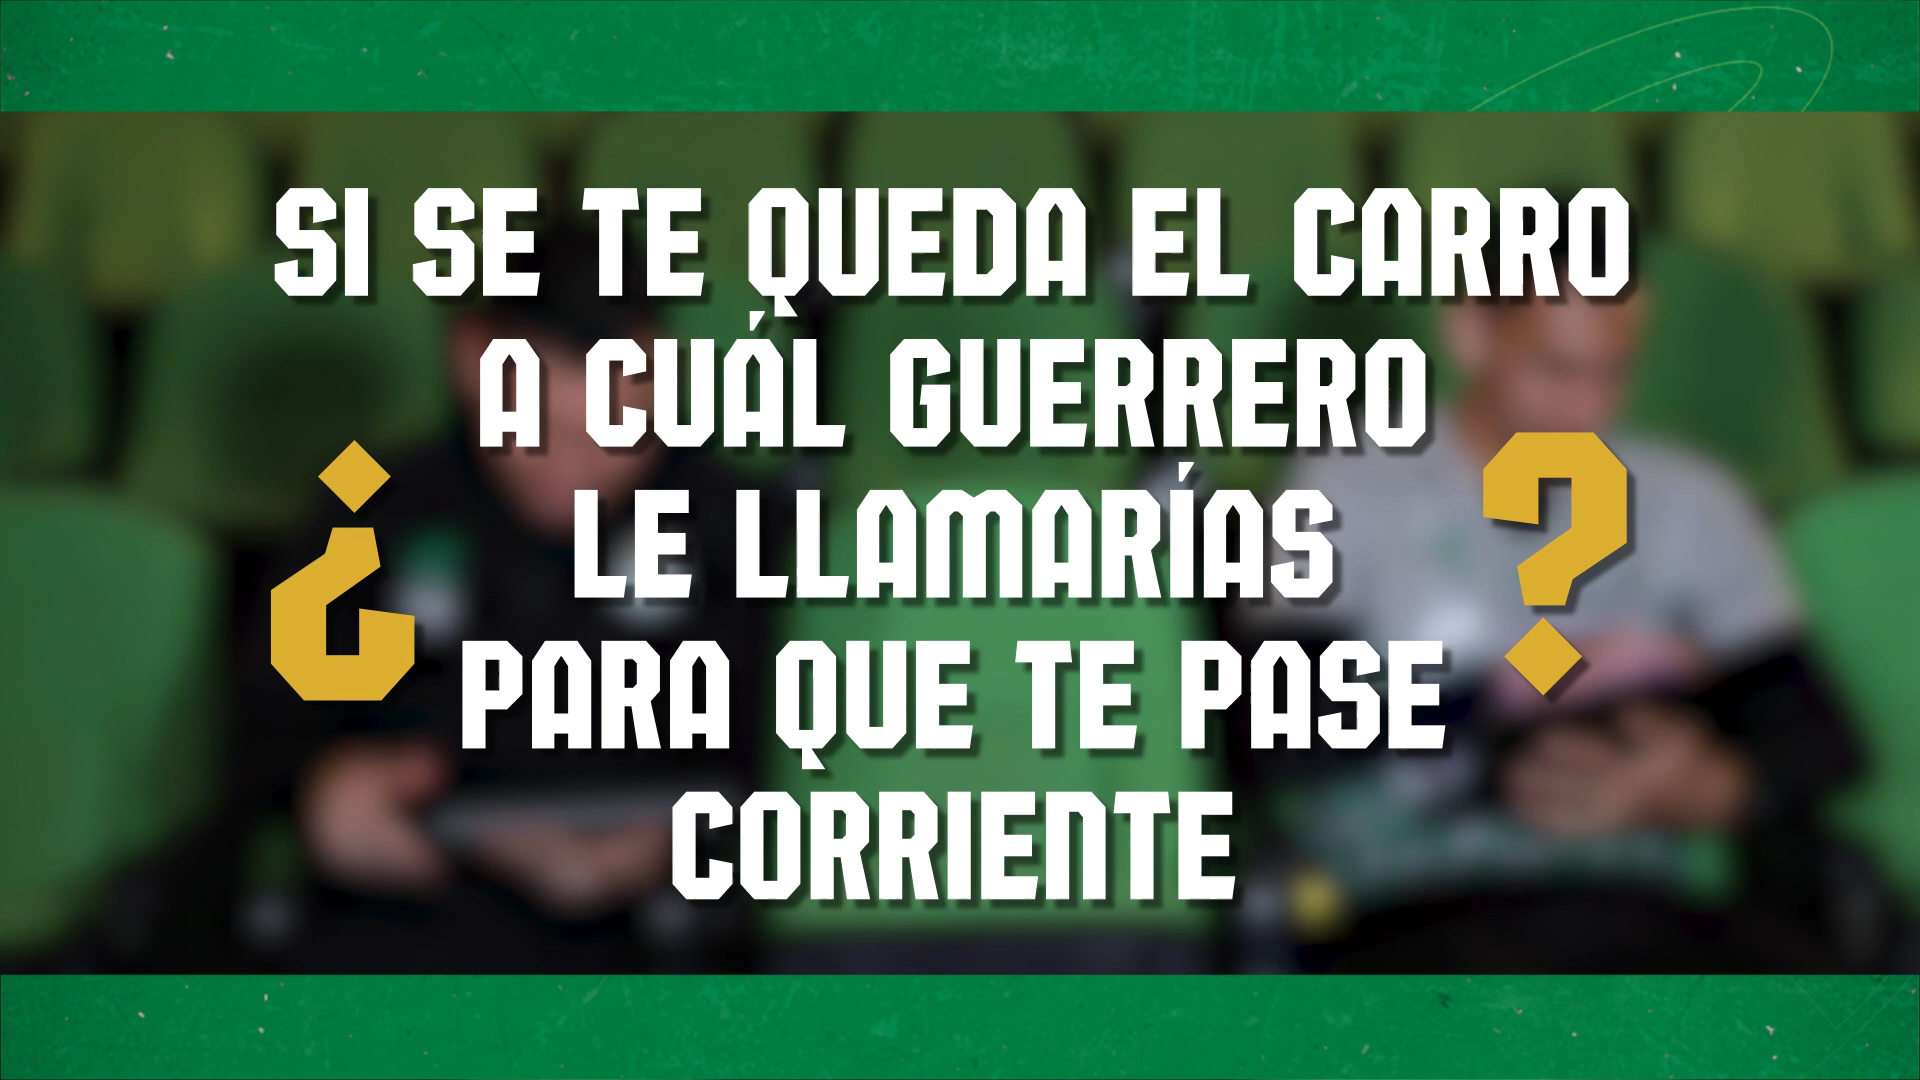 SI SE TE QUEDA EL CARRO
A CUÁL GUERRERO
¿ LE LLAMARÍAS ?
PARA QUE TE PASE
CORRIENTE